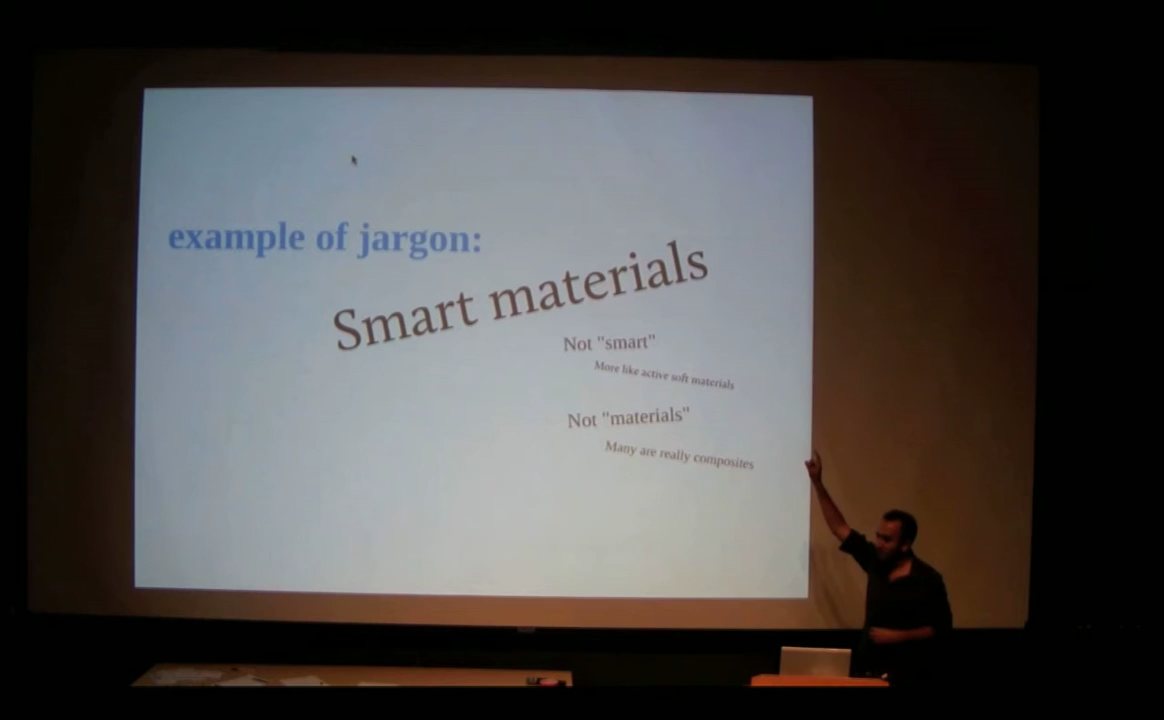 example of jargon:
Smart materials
Not "smart"
More like active soft materials
Not "materials"
Many are really composites